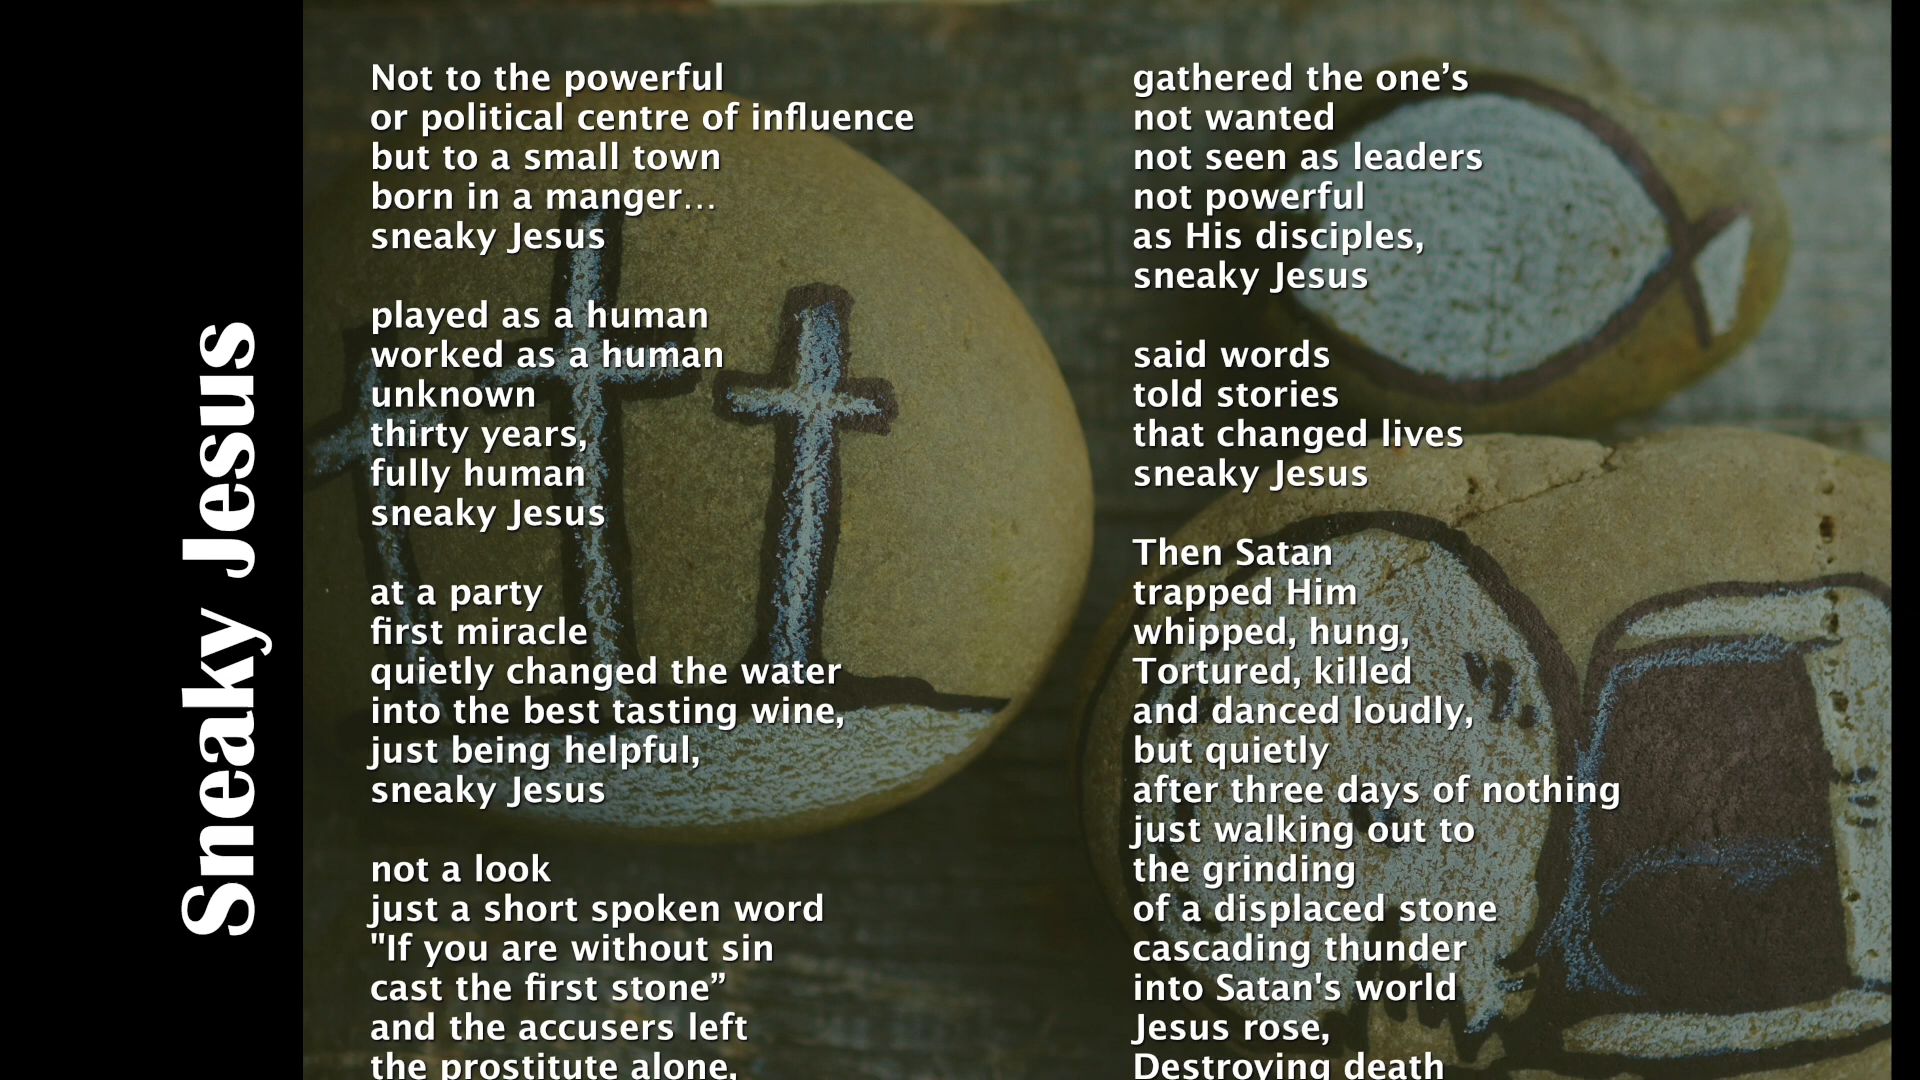 Sneaky Jesus
Not to the powerful
or political centre of influence
but to a small town
born in a manger…
sneaky Jesus
played as a human
worked as a human
unknown
thirty years,
fully human
sneaky Jesus
at a party
first miracle
quietly changed the water
into the best tasting wine,
just being helpful,
sneaky Jesus
not a look
just a short spoken word
"If you are without sin
cast the first stone”
and the accusers left
the prostitute alone,
gathered the one’s
not wanted
not seen as leaders
not powerful
as His disciples,
sneaky Jesus
said words
told stories
that changed lives
sneaky Jesus
Then Satan
trapped Him
whipped, hung,
Tortured, killed
and danced loudly,
but quietly
after three days of nothing
just walking out to
the grinding
of a displaced stone
cascading thunder
into Satan's world
Jesus rose,
Destroying death